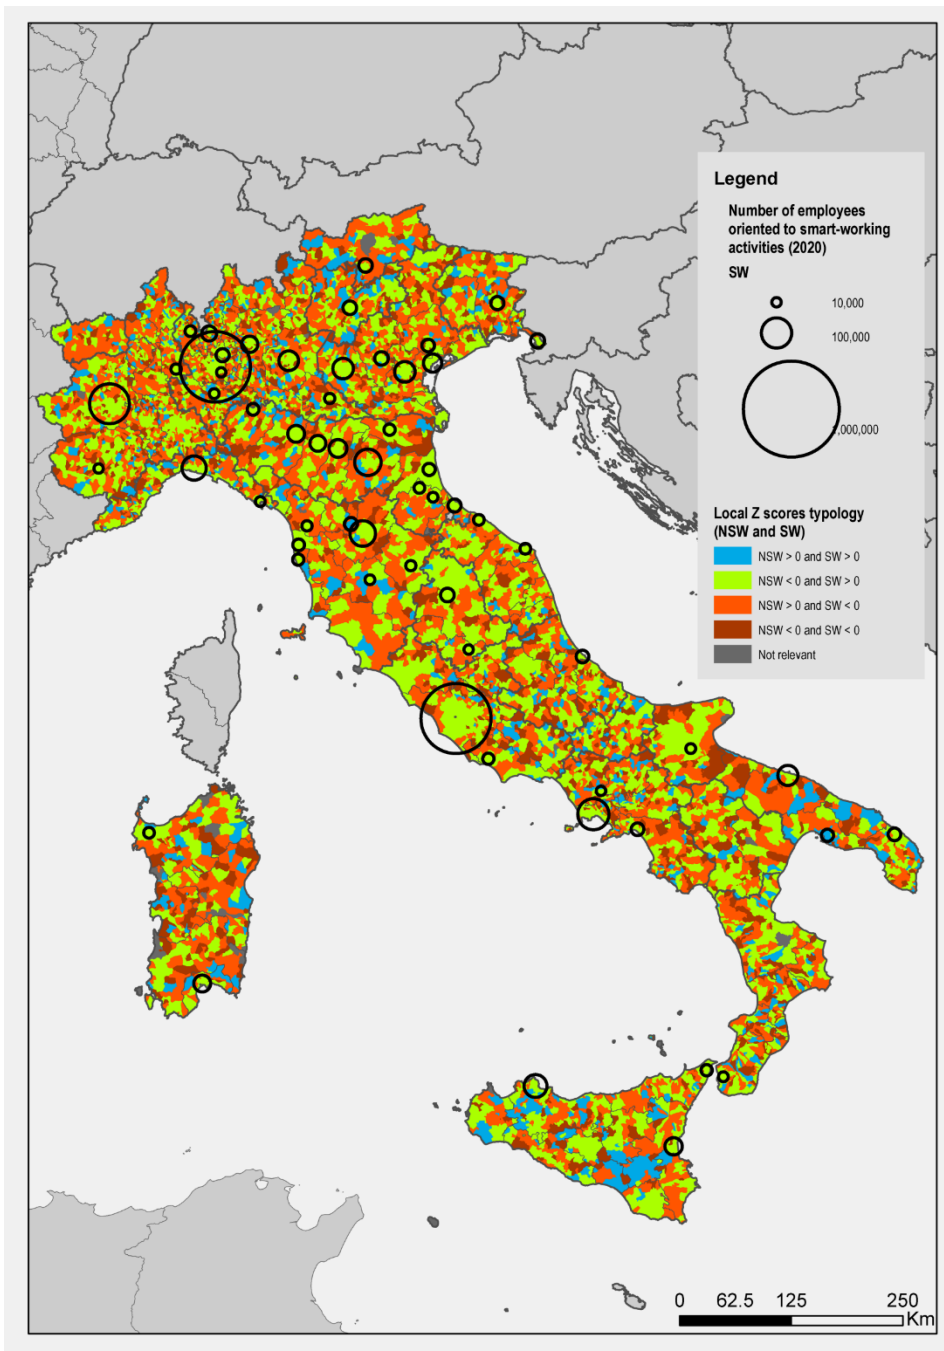 Legend
Number of employees
oriented to smart-working
activities (2020)
SW
10,000
100,000
,000,000
Local Z scores typology
(NSW and SW)
NSW > 0 and SW > 0
NSW < 0 and SW > 0
NSW > 0 and SW < 0
NSW < 0 and SW < 0
Not relevant
0 62.5 125 250
Km